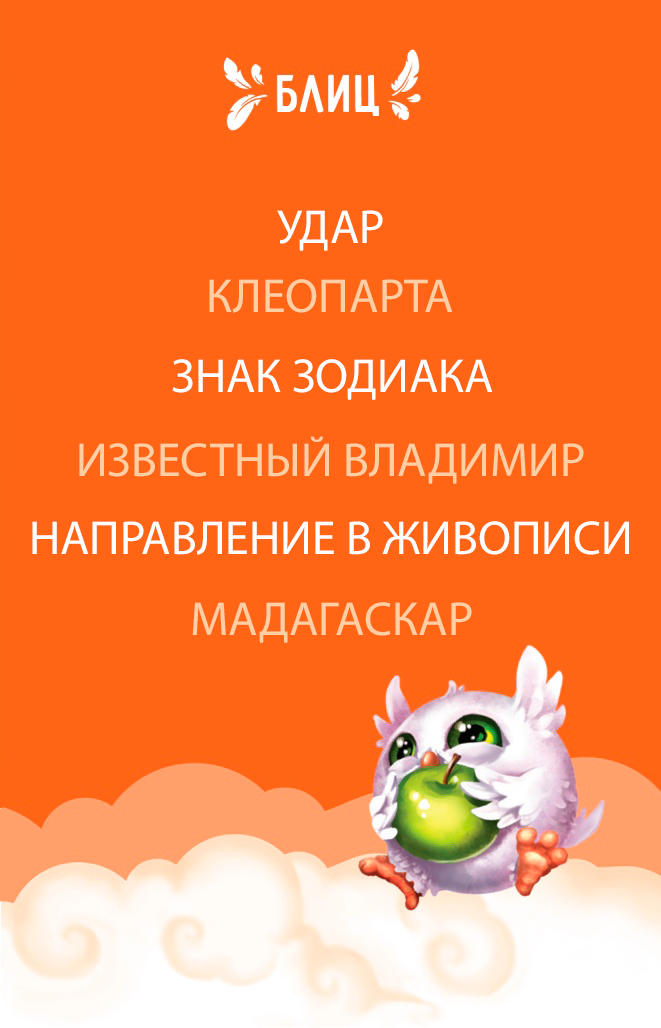 БЛИЦ
УДАР
КЛЕОПАРТА
ЗНАК ЗОДИАКА
ИЗВЕСТНЫЙ ВЛАДИМИР
НАПРАВЛЕНИЕ В ЖИВОПИСИ
МАДАГАСКАР